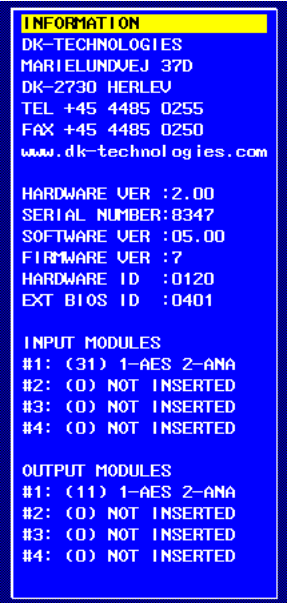 INFORMATION
DK-TECHNOLOGIES
MARIELUNDVEJ 37D
DK-2730 HERLEV
TEL +45 4485 0255
FAX +45 4485 0250
www.dk-technologies.com
HARDWARE VER :2.00
SERIAL NUMBER:8347
SOFTWARE VER :05.00
FIRMWARE VER :7
HARDWARE ID :0120
EXT BIOS ID :0401
INPUT MODULES
#1: (31) 1-AES 2-ANA
#2: (0) NOT INSERTED
#3: (0) NOT INSERTED
#4: (0) NOT INSERTED
OUTPUT MODULES
#1: (11) 1-AES 2-ANA
#2: (0) NOT INSERTED
#3: (0) NOT INSERTED
#4: (0) NOT INSERTED